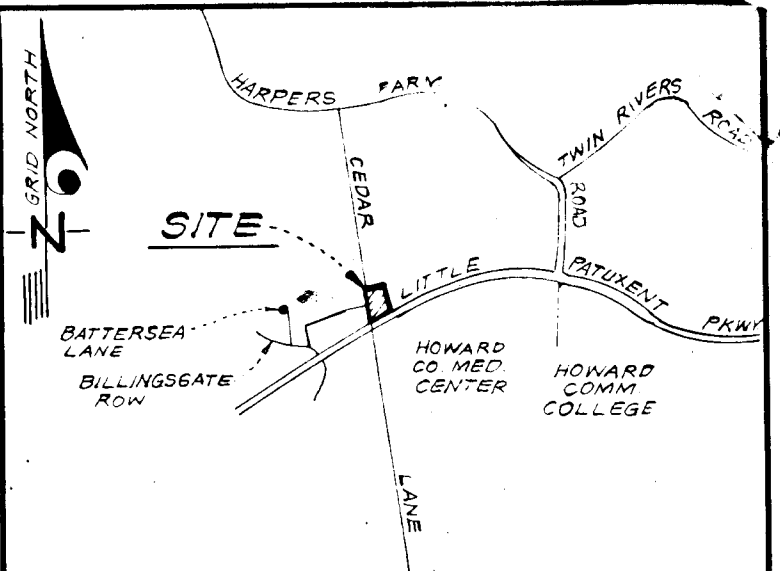 GRID NORTH
N
HARPERS FARM
TWIN RIVERS
ROAD
ROAD
CEDAR
SITE
LITTLE
PATUXENT
PKWY
BATTERSEA
LANE
BILLINGSGATE
ROW
HOWARD
CO. MED.
CENTER
HOWARD
COMM.
COLLEGE
LANE